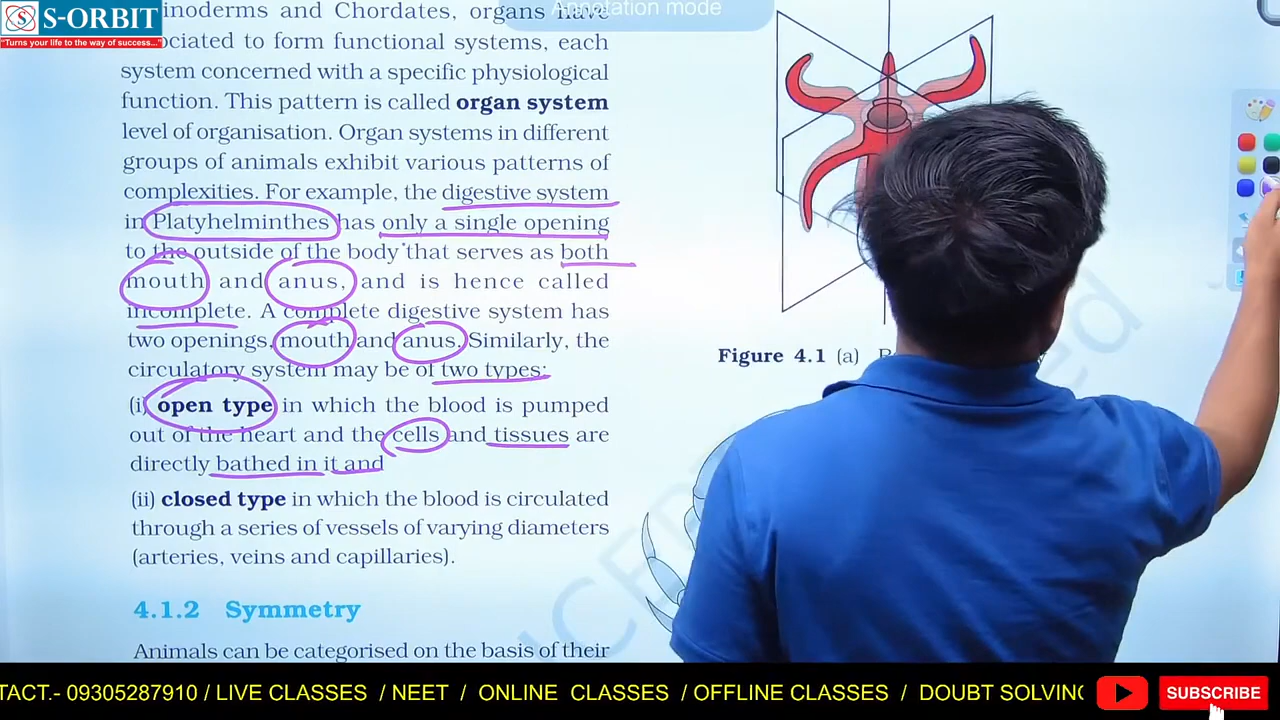 S-ORBIT
"Turns your life to the way of success..."
Annotation mode
inoderms and Chordates, organs have
ociated to form functional systems, each
system concerned with a specific physiological
function. This pattern is called organ system
level of organisation. Organ systems in different
groups of animals exhibit various patterns of
complexities. For example, the digestive system
in Platyhelminthes has only a single opening
to the outside of the body that serves as both
mouth and anus, and is hence called
incomplete. A complete digestive system has
two openings, mouth and anus. Similarly, the
circulatory system may be of two types:
(i) open type in which the blood is pumped
out of the heart and the cells and tissues are
directly bathed in it and
(ii) closed type in which the blood is circulated
through a series of vessels of varying diameters
(arteries, veins and capillaries).
Figure 4.1 (a)
4.1.2 Symmetry
Animals can be categorised on the basis of their
TACT.- 09305287910 / LIVE CLASSES / NEET / ONLINE CLASSES / OFFLINE CLASSES / DOUBT SOLVING
SUBSCRIBE